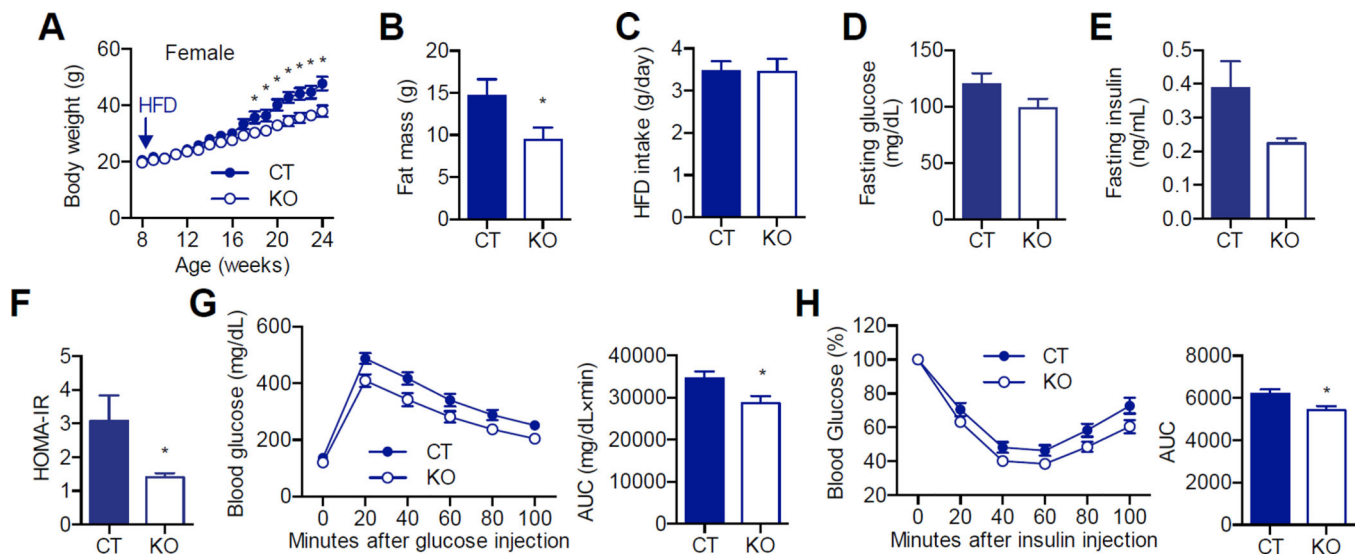 A
Female
60
40
20
0
Body weight (g)
HFD
* * * * * * *
CT
KO
8 12 16 20 24
Age (weeks)
B
20
15
10
5
0
Fat mass (g)
*
CT KO
C
4
3
2
1
0
HFD intake (g/day)
CT KO
D
150
100
50
0
Fasting glucose
(mg/dL)
CT KO
E
0.5
0.4
0.3
0.2
0.1
0.0
Fasting insulin
(ng/mL)
CT KO
F
5
4
3
2
1
0
HOMA-IR
*
CT KO
G
600
400
200
0
Blood glucose (mg/dL)
CT
KO
0 20 40 60 80 100
Minutes after glucose injection
40000
30000
20000
10000
0
AUC (mg/dL×min)
*
CT KO
H
120
100
80
60
40
20
Blood Glucose (%)
CT
KO
0 20 40 60 80 100
Minutes after insulin injection
8000
6000
4000
2000
0
AUC
*
CT KO